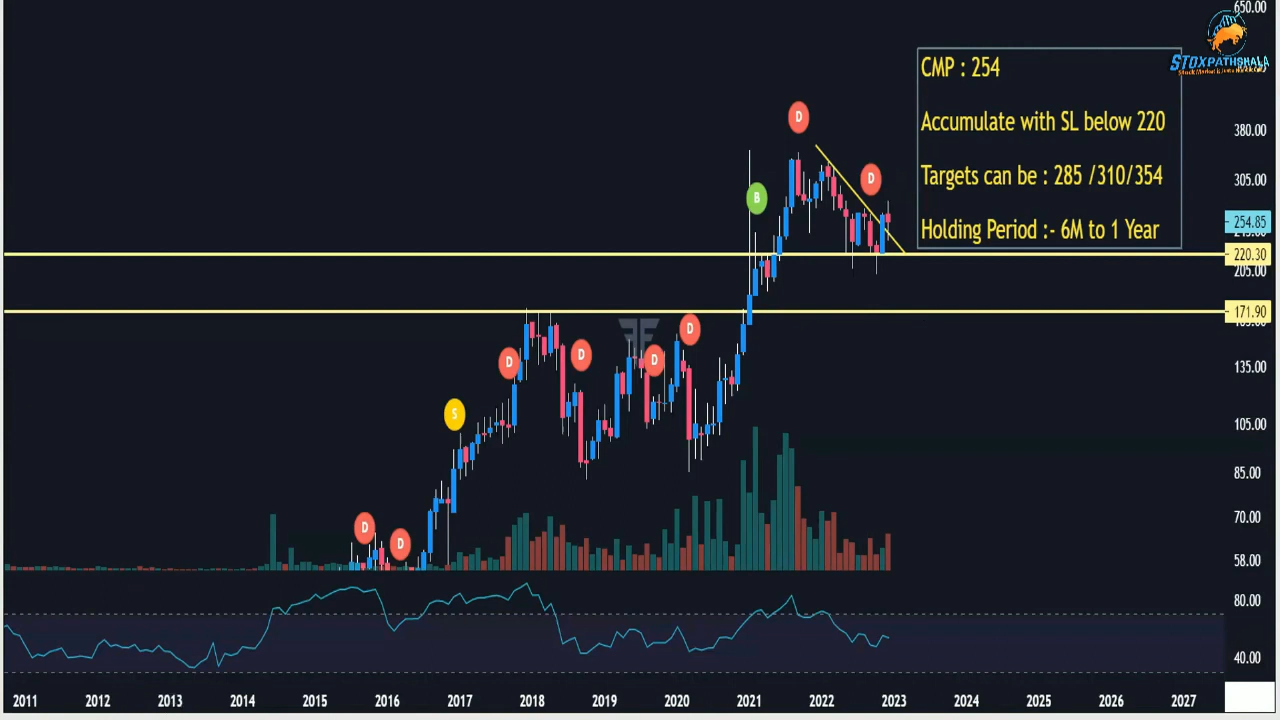 650.00
STOXPATHSHALA
CMP : 254
Accumulate with SL below 220
Targets can be : 285 /310/354
Holding Period :- 6M to 1 Year
380.00
305.00
254.85
220.30
205.00
171.90
135.00
105.00
85.00
70.00
58.00
80.00
40.00
D
D
B
D
D
D
D
S
D
D
2011 2012 2013 2014 2015 2016 2017 2018 2019 2020 2021 2022 2023 2024 2025 2026 2027